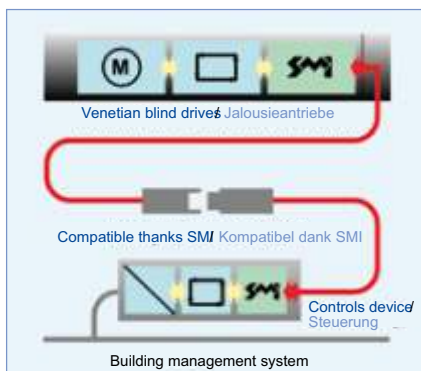 M SMI
Venetian blind drives/ Jalousieantriebe
Compatible thanks SMI/ Kompatibel dank SMI
SMI
Controls device/
Steuerung
Building management system